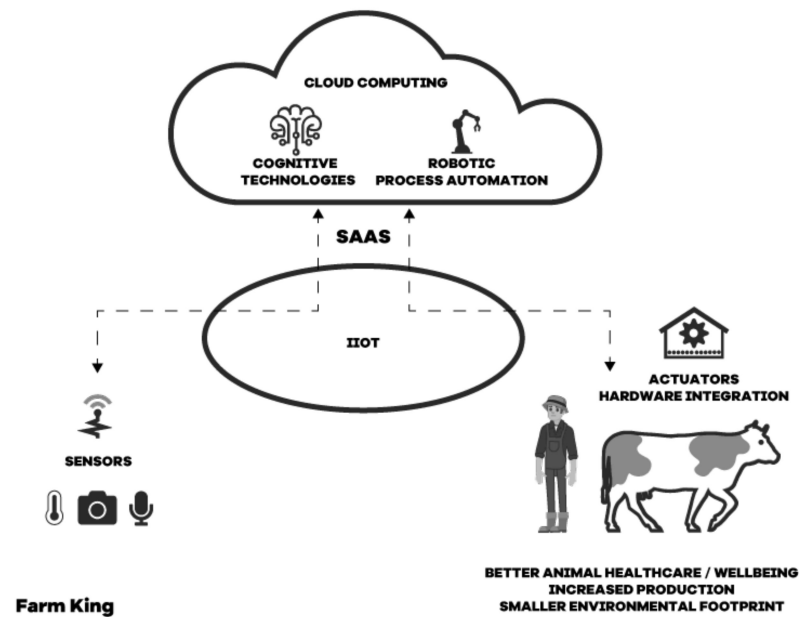 CLOUD COMPUTING
COGNITIVE
TECHNOLOGIES
ROBOTIC
PROCESS AUTOMATION
SAAS
IIOT
SENSORS
ACTUATORS
HARDWARE INTEGRATION
BETTER ANIMAL HEALTHCARE / WELLBEING
INCREASED PRODUCTION
SMALLER ENVIRONMENTAL FOOTPRINT
Farm King